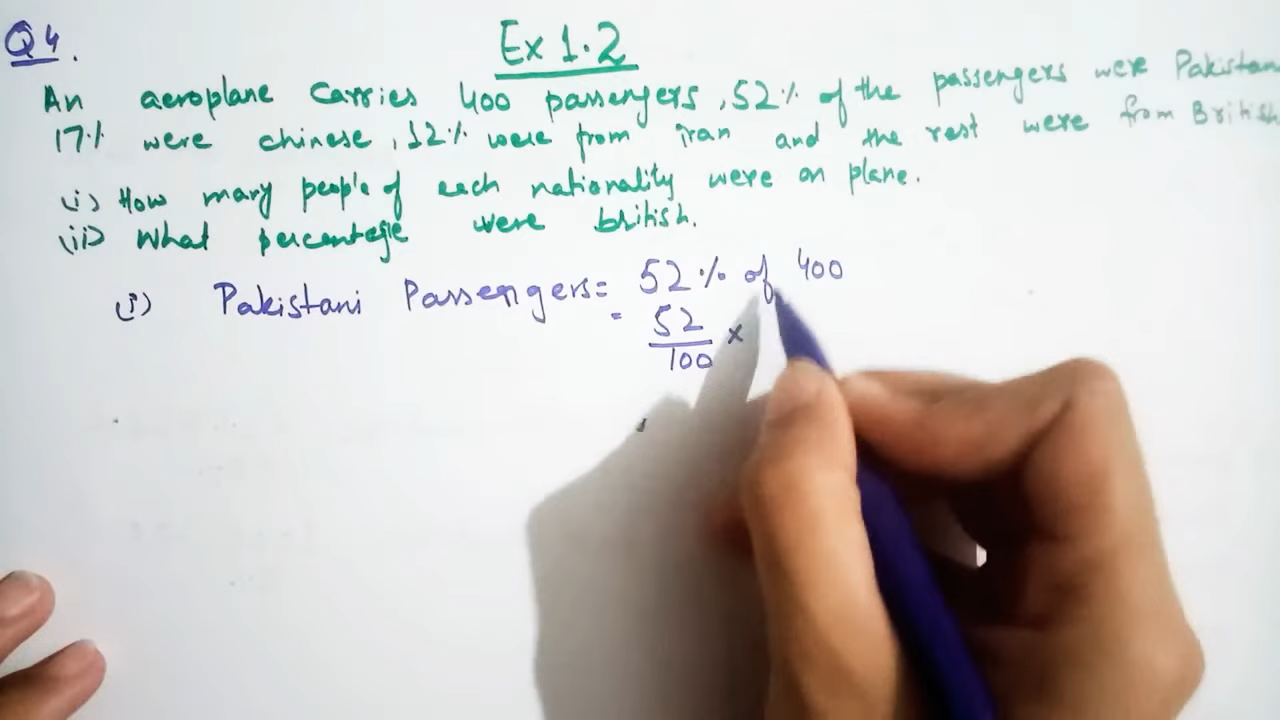 Q4.
Ex 1.2
An aeroplane carries 400 passengers, 52% of the passengers were Pakistan
17% were chinese, 12% were from iran and the rest were from British
(i) How many people of each nationality were on plane.
(ii) What percentage were british.
(i) Pakistani Passengers = 52% of 400
= 52/100 ×